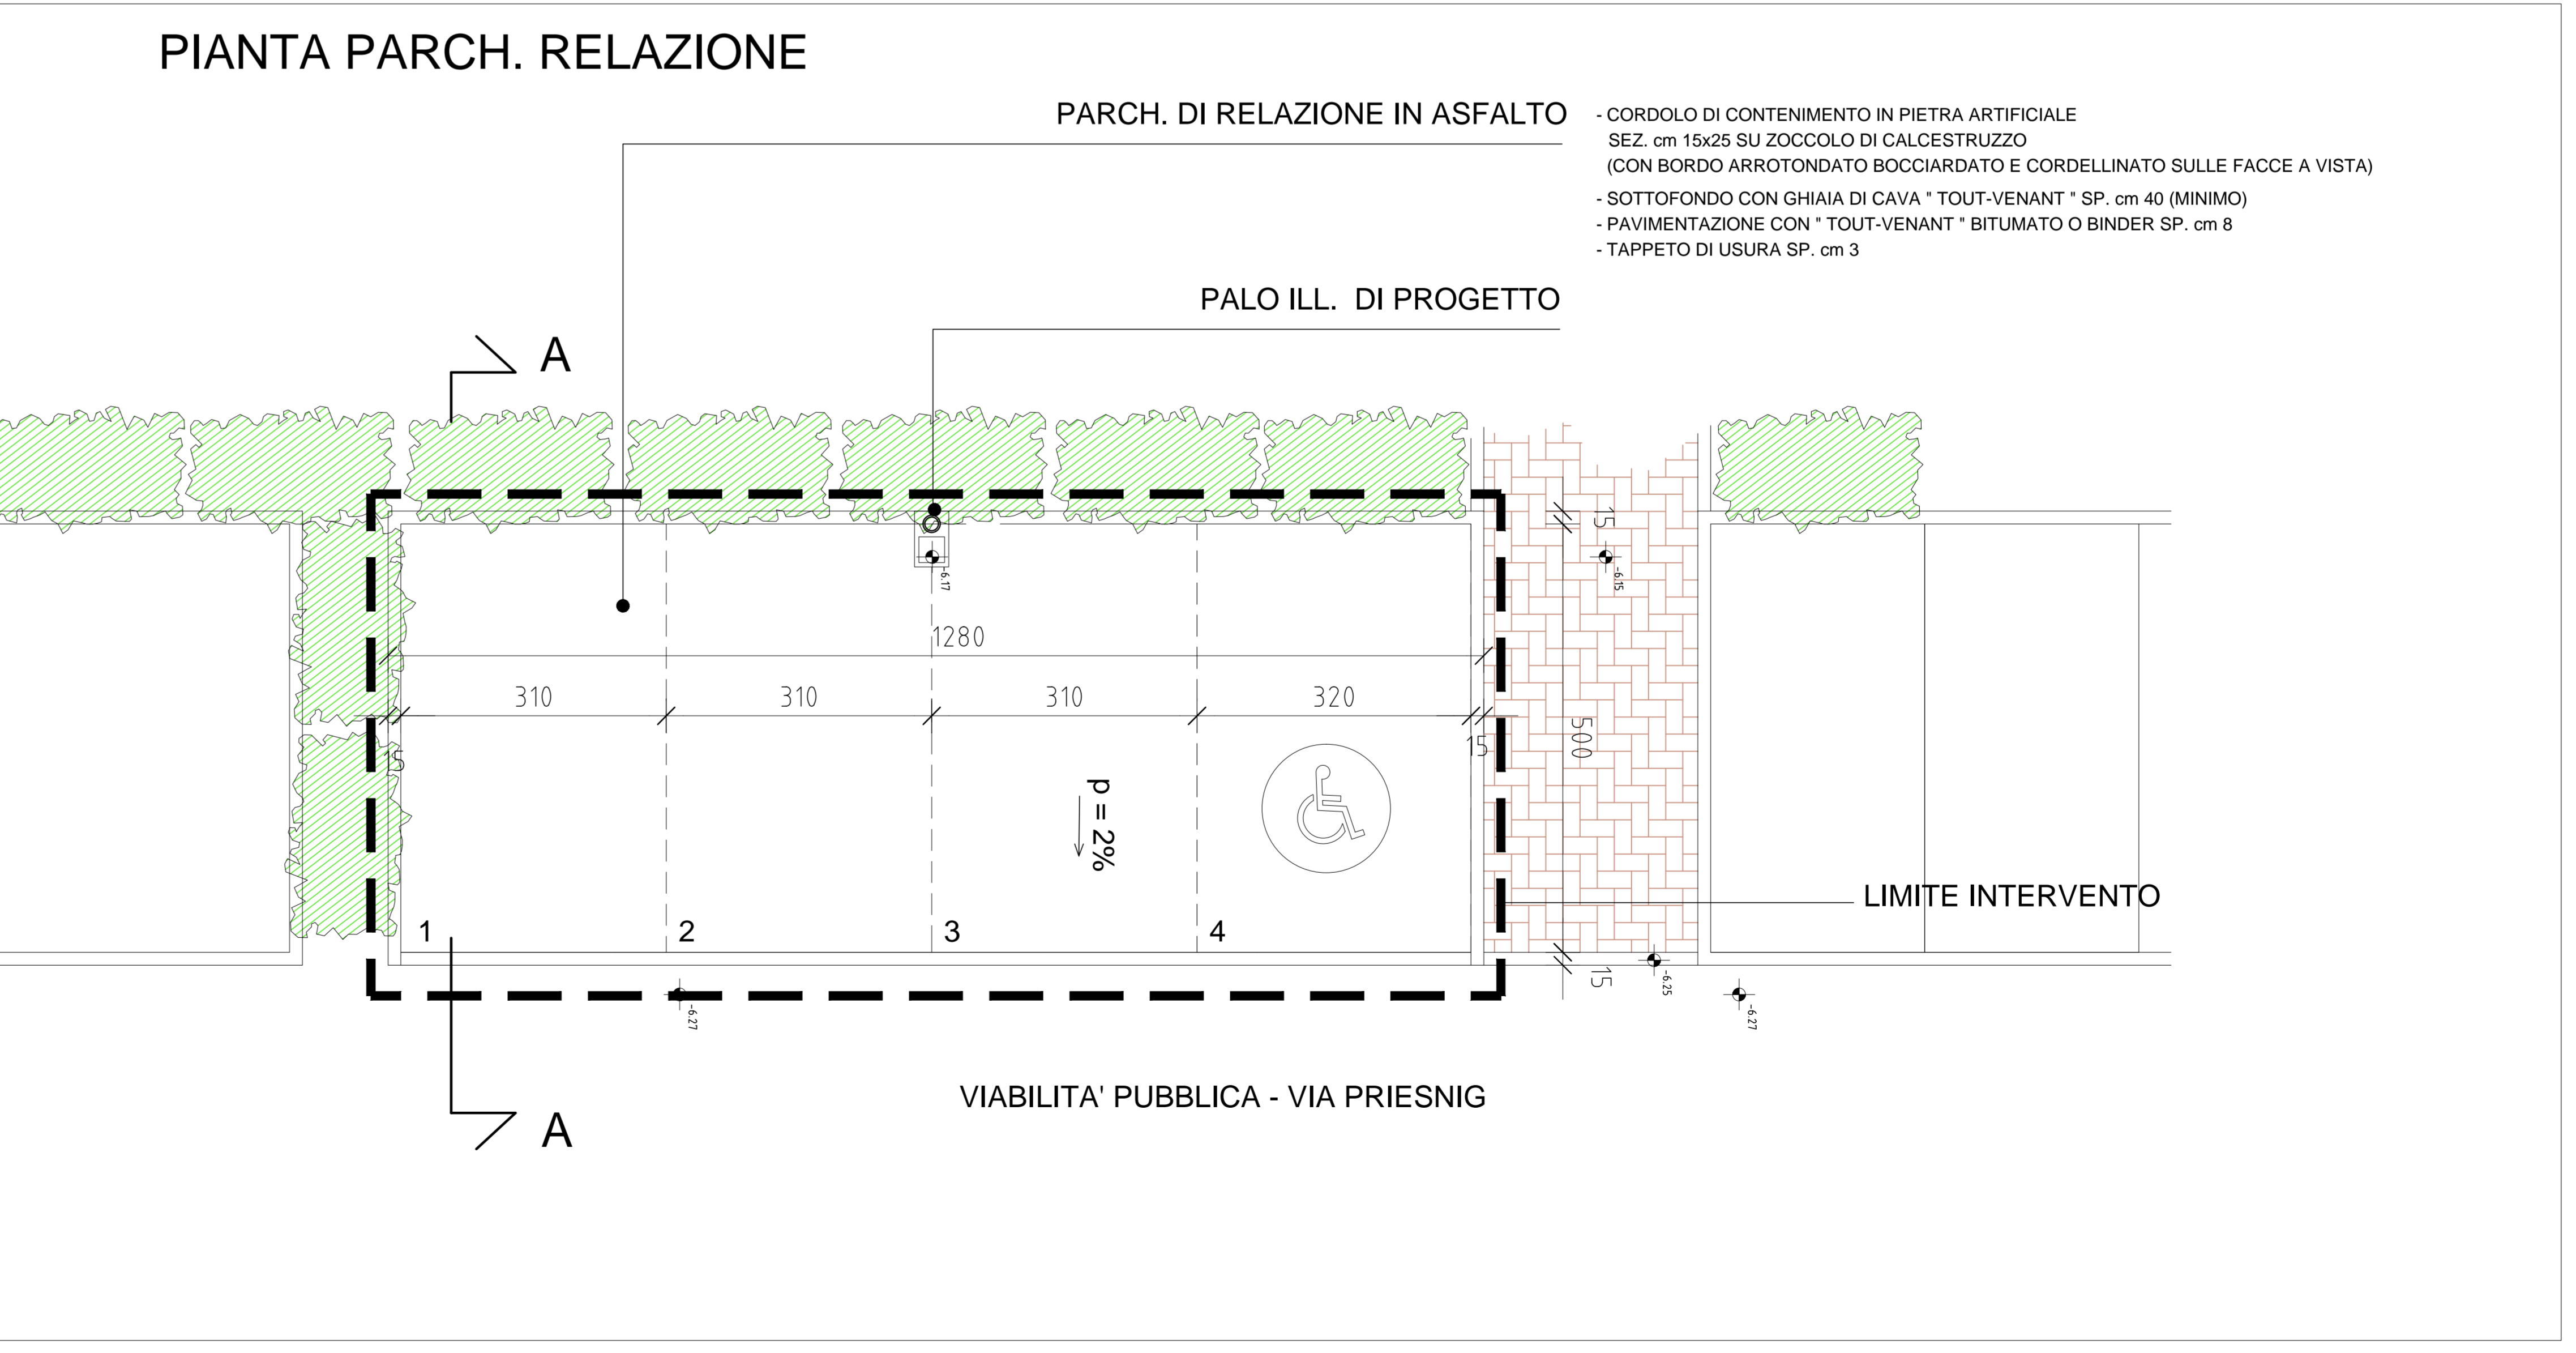 PIANTA PARCH. RELAZIONE
PARCH. DI RELAZIONE IN ASFALTO
- CORDOLO DI CONTENIMENTO IN PIETRA ARTIFICIALE
SEZ. cm 15x25 SU ZOCCOLO DI CALCESTRUZZO
(CON BORDO ARROTONDATO BOCCIARDATO E CORDELLINATO SULLE FACCE A VISTA)
- SOTTOFONDO CON GHIAIA DI CAVA " TOUT-VENANT " SP. cm 40 (MINIMO)
- PAVIMENTAZIONE CON " TOUT-VENANT " BITUMATO O BINDER SP. cm 8
- TAPPETO DI USURA SP. cm 3
PALO ILL. DI PROGETTO
A
15
-6.17
-6.15
1280
310
310
310
320
15
15
500
p = 2%
LIMITE INTERVENTO
1
2
3
4
15
-6.25
-6.27
-6.27
VIABILITA' PUBBLICA - VIA PRIESNIG
A